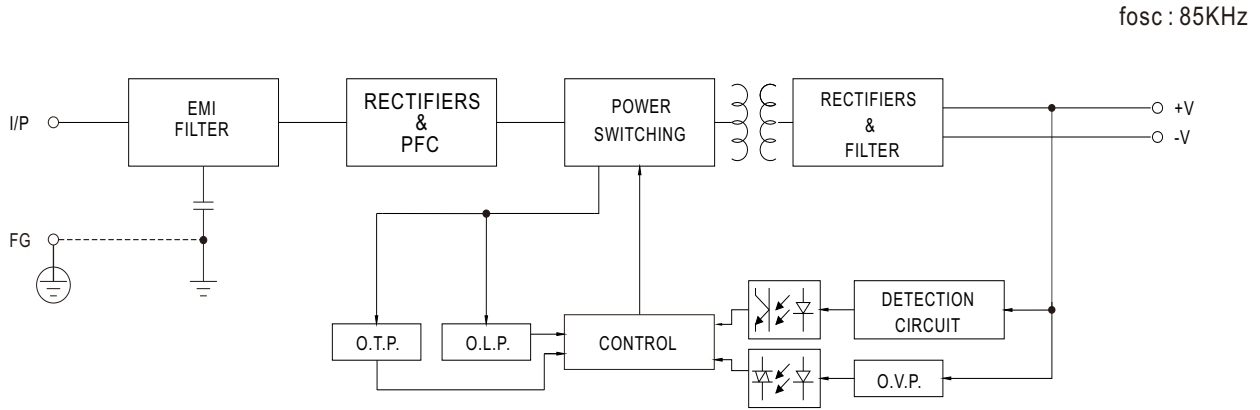 fosc : 85KHz
I/P
EMI
FILTER
RECTIFIERS
&
PFC
POWER
SWITCHING
RECTIFIERS
&
FILTER
+V
-V
FG
O.T.P.
O.L.P.
CONTROL
DETECTION
CIRCUIT
O.V.P.